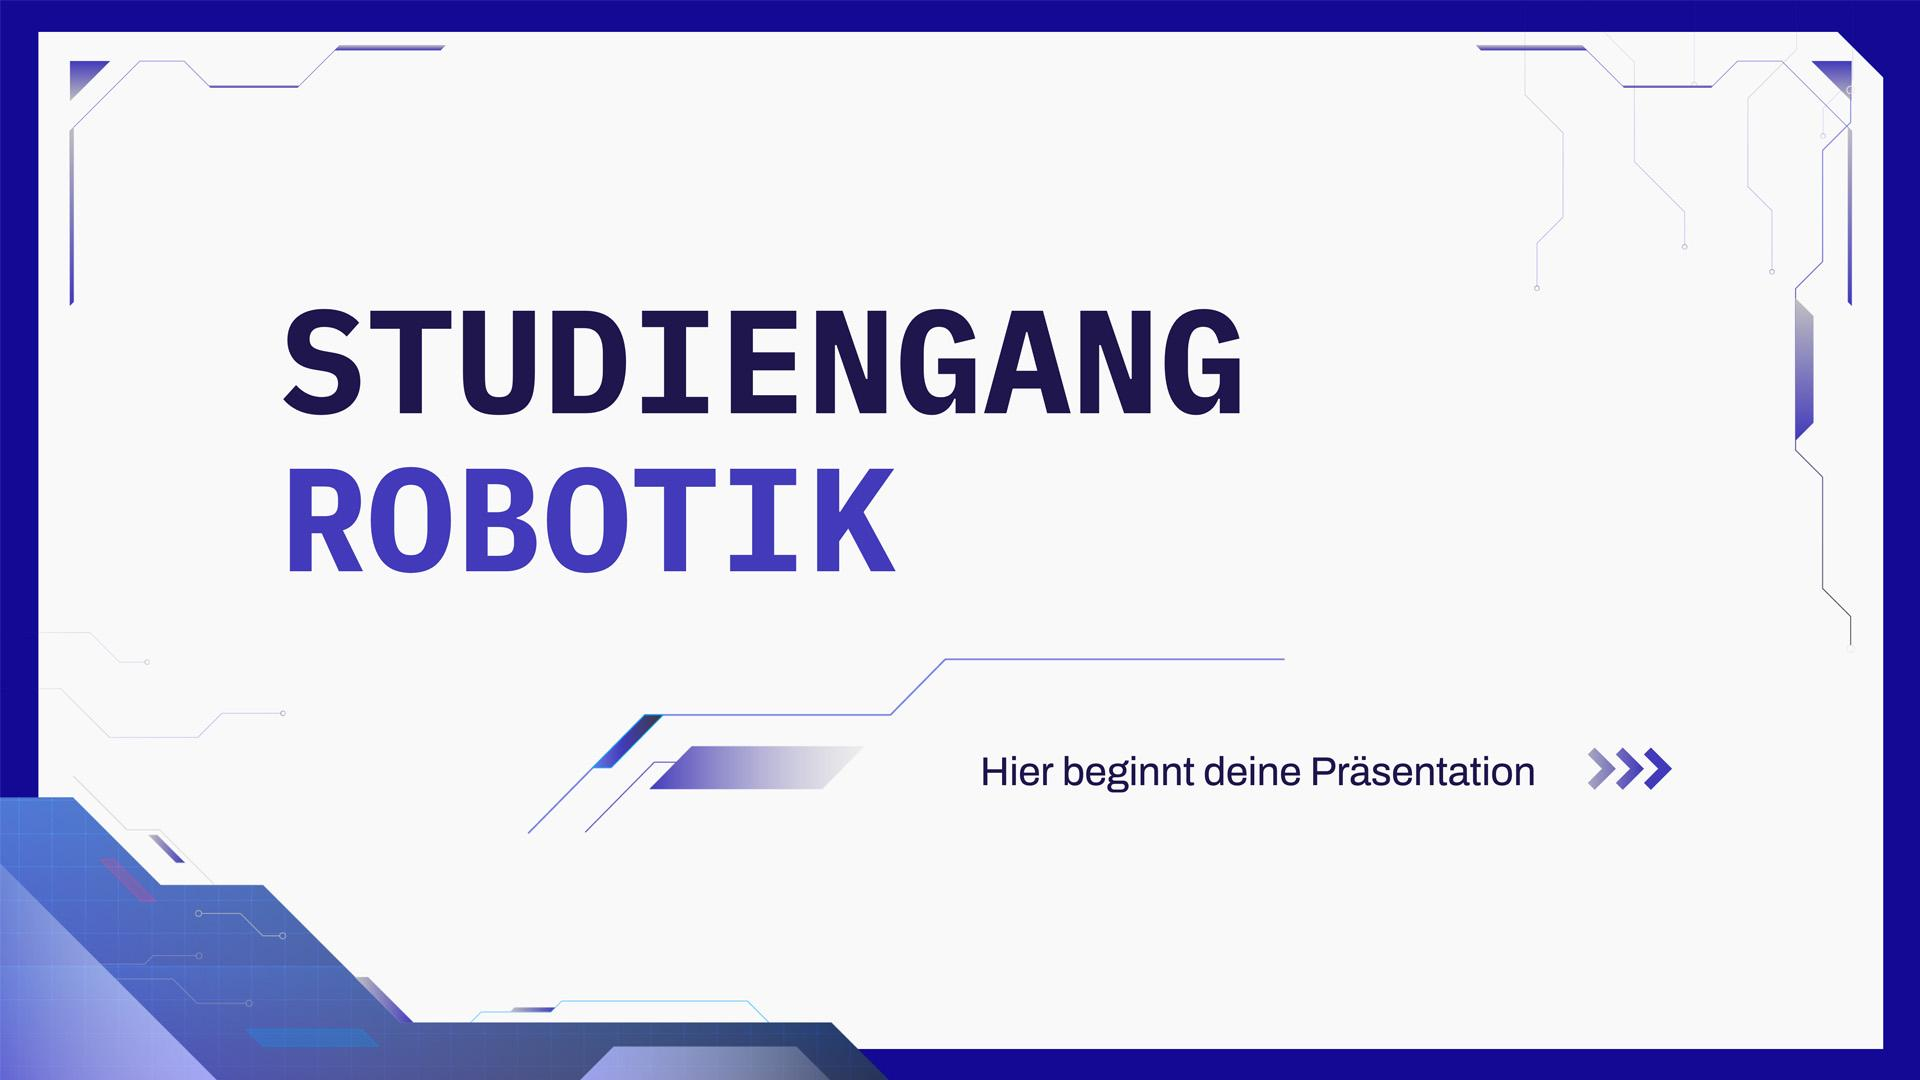 STUDIENGANG
ROBOTIK
Hier beginnt deine Präsentation